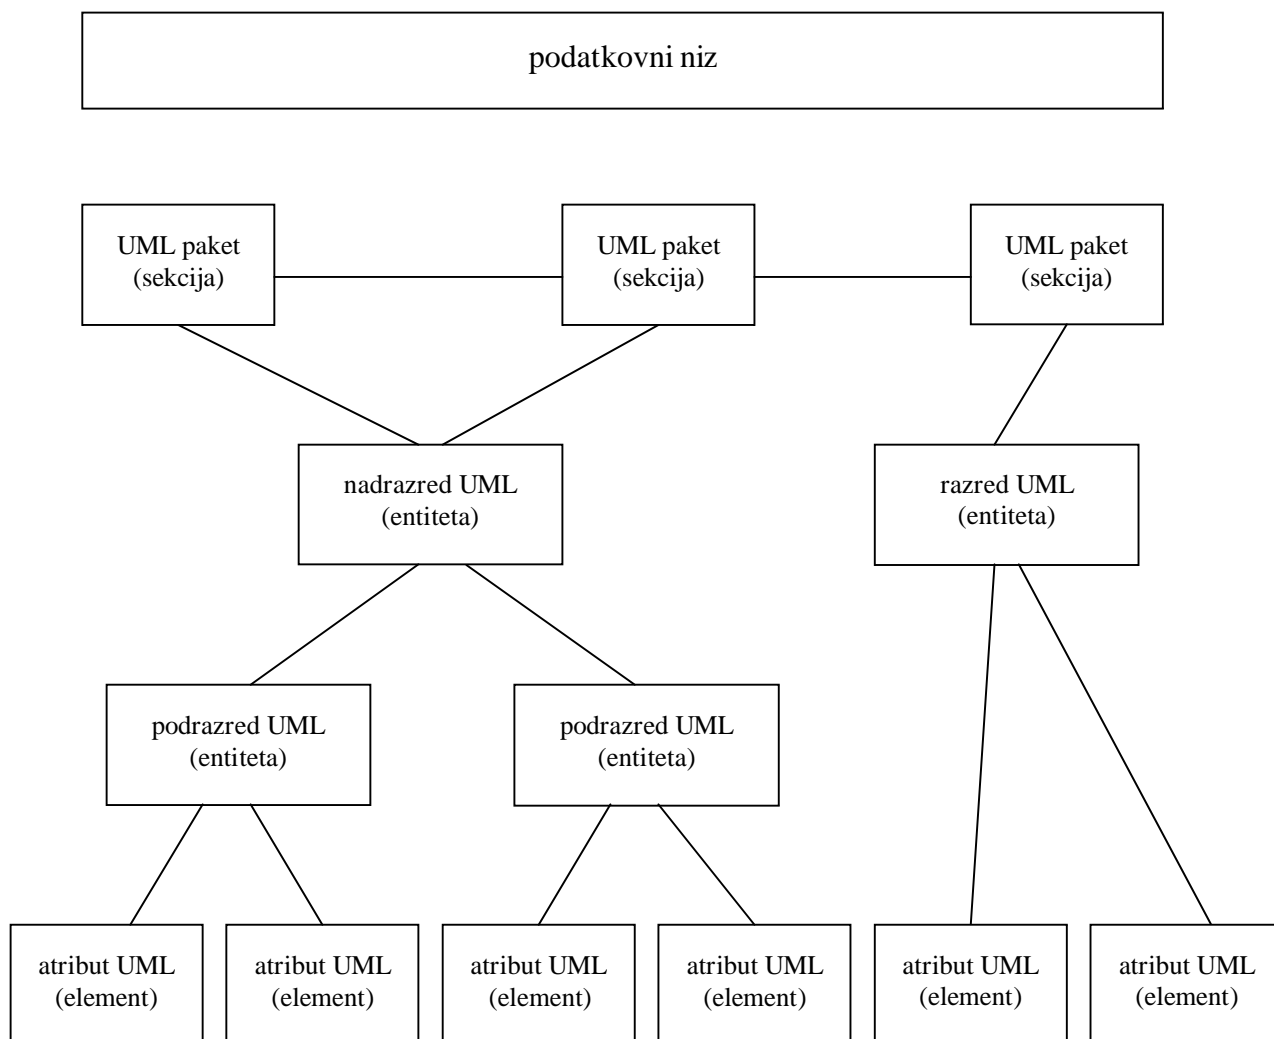 podatkovni niz
UML paket
(sekcija)
UML paket
(sekcija)
UML paket
(sekcija)
nadrazred UML
(entiteta)
razred UML
(entiteta)
podrazred UML
(entiteta)
podrazred UML
(entiteta)
atribut UML
(element)
atribut UML
(element)
atribut UML
(element)
atribut UML
(element)
atribut UML
(element)
atribut UML
(element)